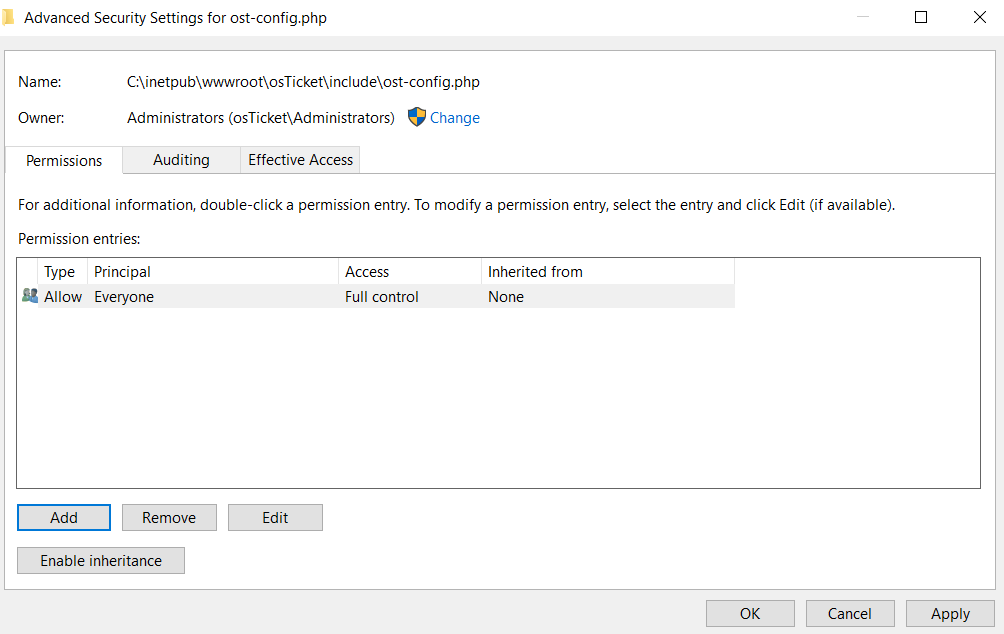 Advanced Security Settings for ost-config.php
Name: C:\inetpub\wwwroot\osTicket\include\ost-config.php
Owner: Administrators (osTicket\Administrators) Change
Permissions Auditing Effective Access
For additional information, double-click a permission entry. To modify a permission entry, select the entry and click Edit (if available).
Permission entries:
Type Principal Access Inherited from
Allow Everyone Full control None
Add Remove Edit
Enable inheritance
OK Cancel Apply